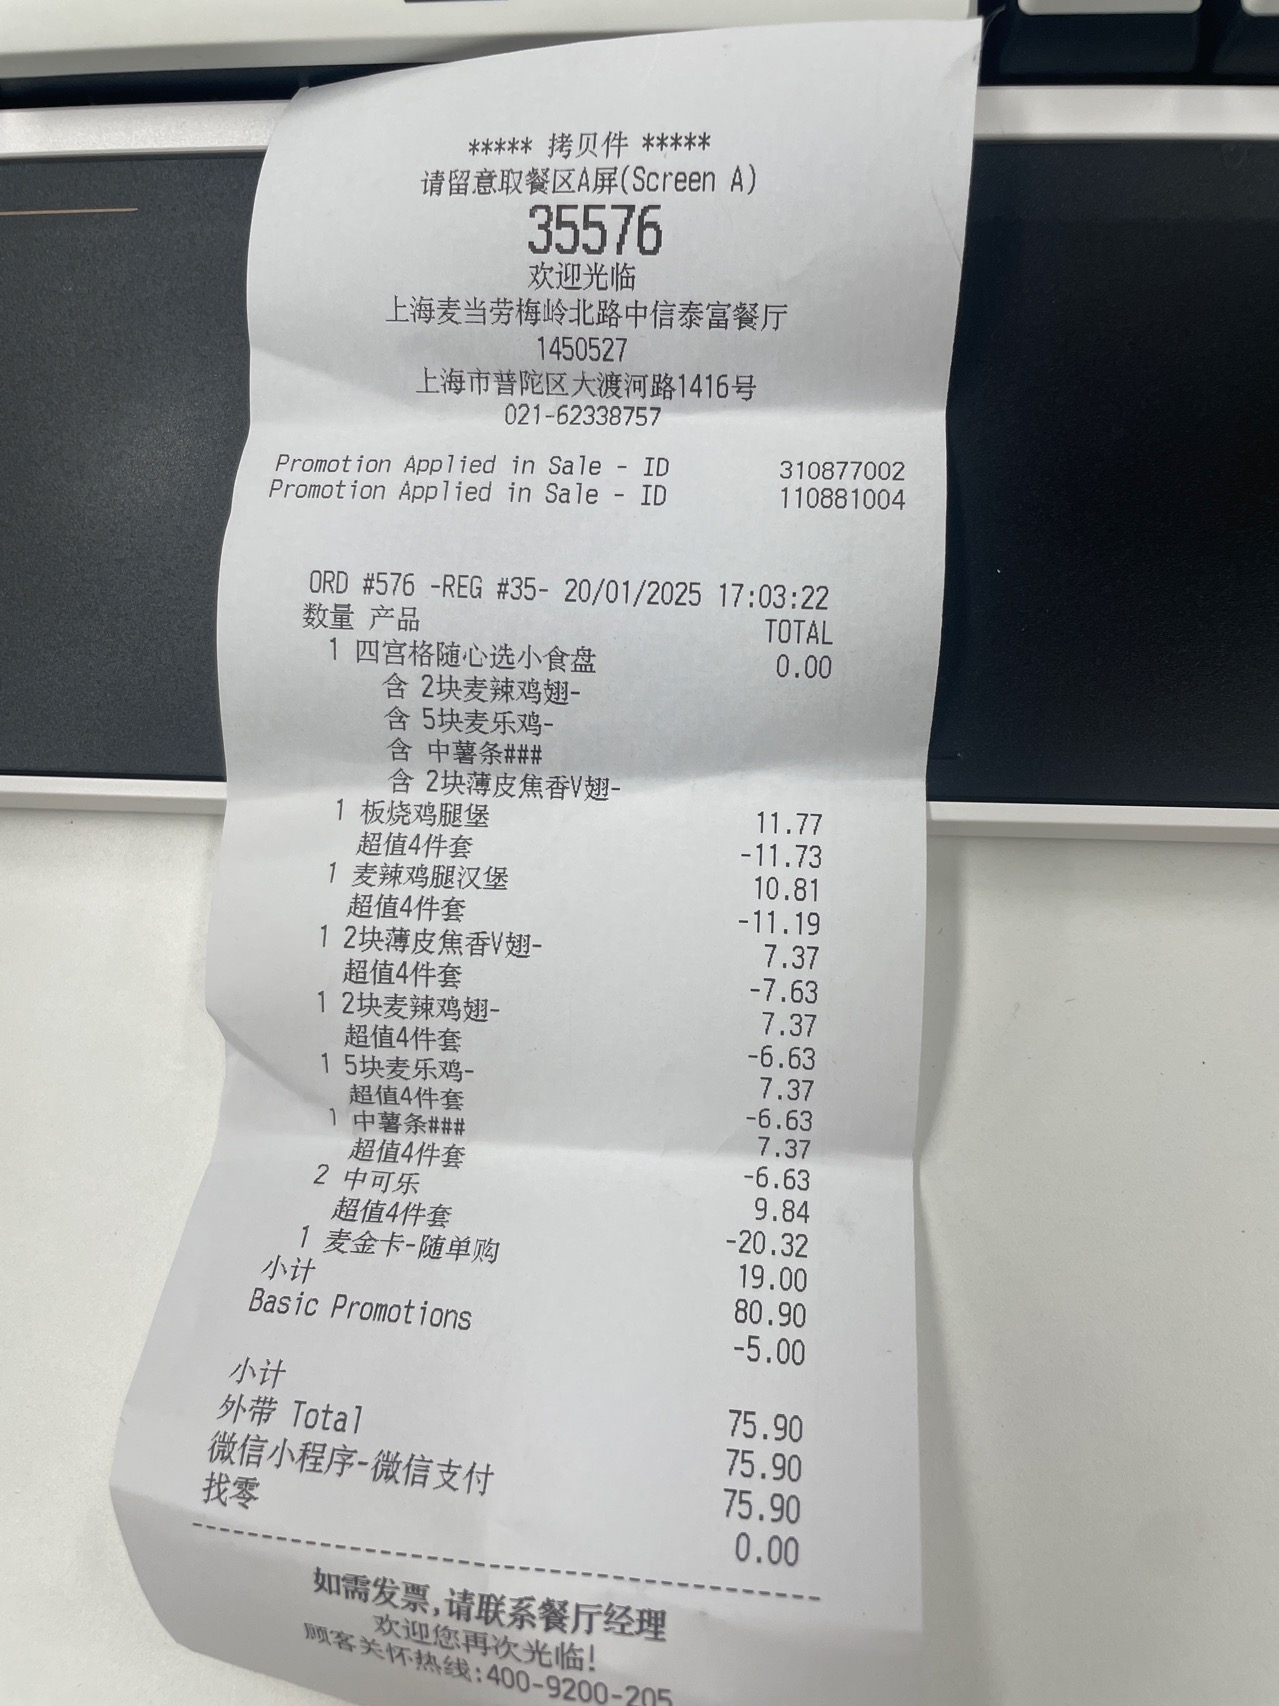 ***** 拷贝件 *****
请留意取餐区A屏(Screen A)
35576
欢迎光临
上海麦当劳梅岭北路中信泰富餐厅
1450527
上海市普陀区大渡河路1416号
021-62338757
Promotion Applied in Sale - ID 310877002
Promotion Applied in Sale - ID 110881004
ORD #576 -REG #35- 20/01/2025 17:03:22
数量 产品 TOTAL
1 四宫格随心选小食盘 0.00
含 2块麦辣鸡翅-
含 5块麦乐鸡-
含 中薯条###
含 2块薄皮焦香V翅-
1 板烧鸡腿堡 11.77
超值4件套 -11.73
1 麦辣鸡腿汉堡 10.81
超值4件套 -11.19
1 2块薄皮焦香V翅- 7.37
超值4件套 -7.63
1 2块麦辣鸡翅- 7.37
超值4件套 -6.63
1 5块麦乐鸡- 7.37
超值4件套 -6.63
1 中薯条### 7.37
超值4件套 -6.63
2 中可乐 9.84
超值4件套 -20.32
1 麦金卡-随单购 19.00
小计 80.90
Basic Promotions -5.00
小计 75.90
外带 Total 75.90
微信小程序-微信支付 75.90
找零 0.00
如需发票,请联系餐厅经理
欢迎您再次光临!
顾客关怀热线:400-9200-205